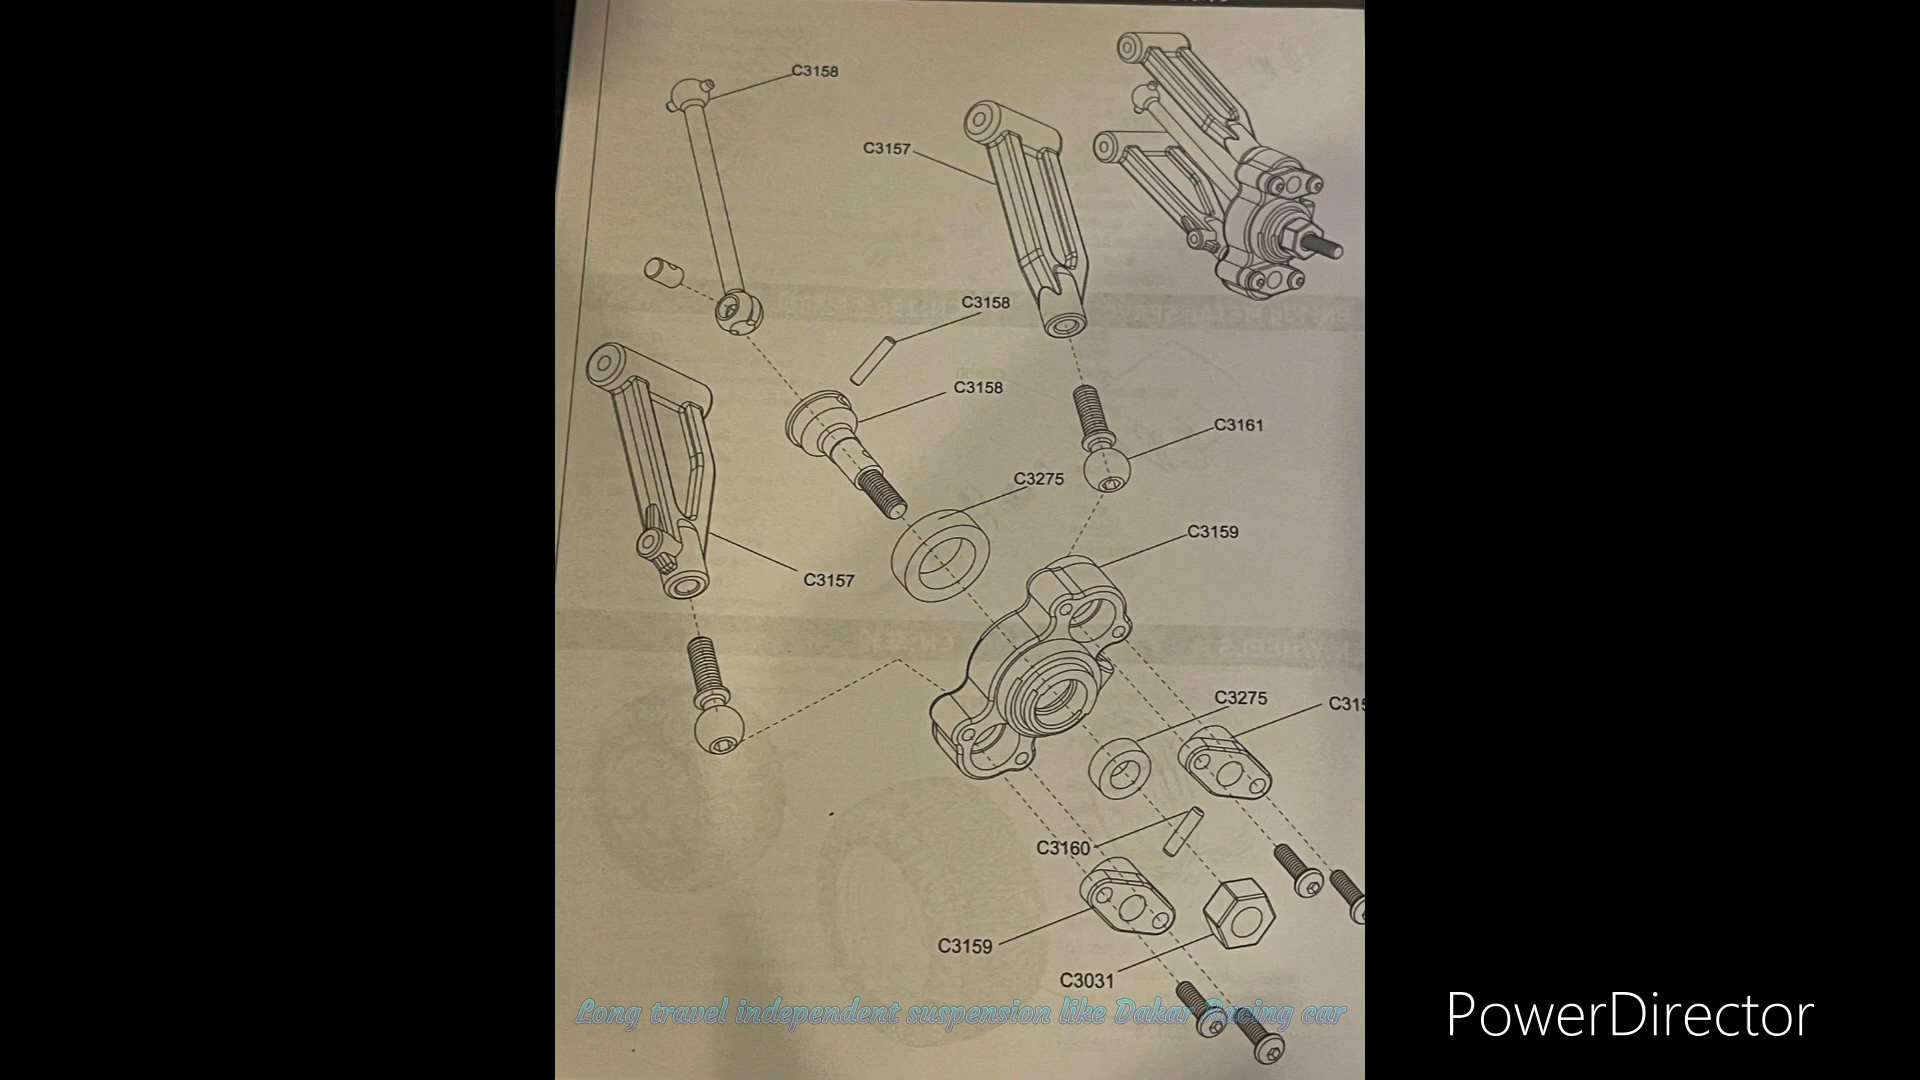 C3158
C3157
C3158
C3158
C3161
C3275
C3159
C3157
C3275
C315
C3160
C3159
C3031
Long travel independent suspension like Dakar Racing car
PowerDirector